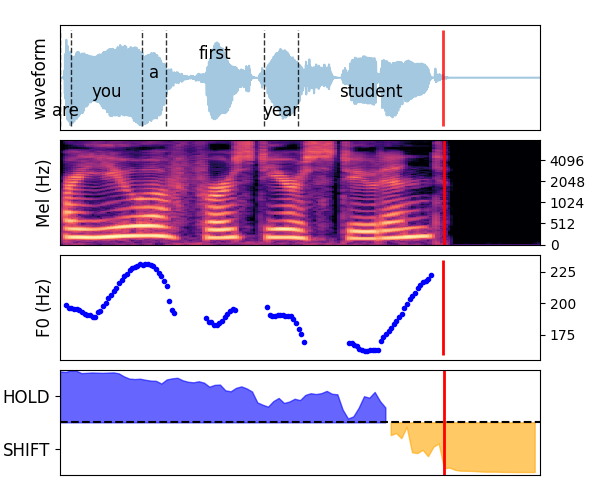 waveform
are you a first year student
Mel (Hz)
4096
2048
1024
512
0
F0 (Hz)
225
200
175
HOLD
SHIFT